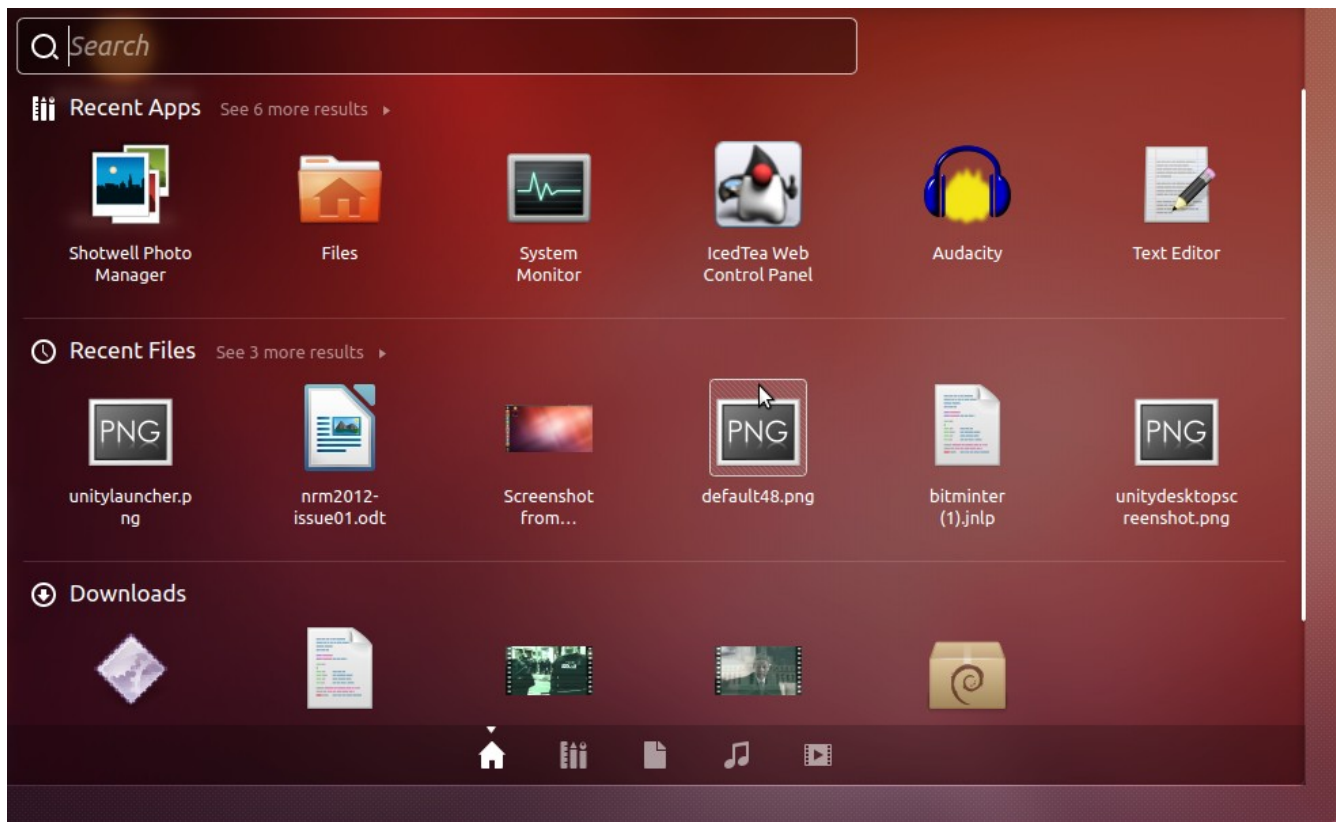 Search
Recent Apps See 6 more results
Shotwell Photo
Manager
Files
System
Monitor
IcedTea Web
Control Panel
Audacity
Text Editor
Recent Files See 3 more results
PNG
unitylauncher.p
ng
nrm2012-
issue01.odt
Screenshot
from...
PNG
default48.png
bitminter
(1).jnlp
PNG
unitydesktopsc
reenshot.png
Downloads